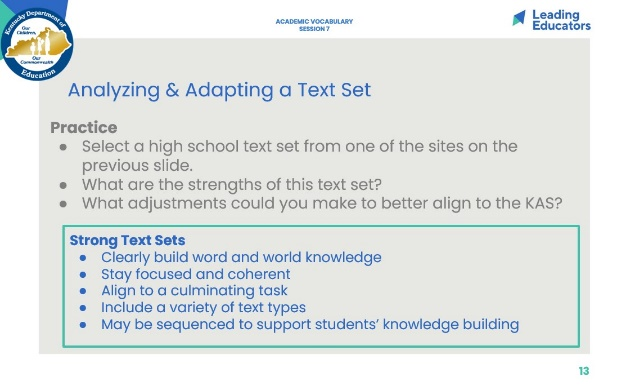 Kentucky Department of
Our
Children,
Our
Commonwealth
Education
ACADEMIC VOCABULARY
SESSION 7
Leading
Educators
Analyzing & Adapting a Text Set
Practice
● Select a high school text set from one of the sites on the
previous slide.
● What are the strengths of this text set?
● What adjustments could you make to better align to the KAS?
Strong Text Sets
● Clearly build word and world knowledge
● Stay focused and coherent
● Align to a culminating task
● Include a variety of text types
● May be sequenced to support students’ knowledge building
13